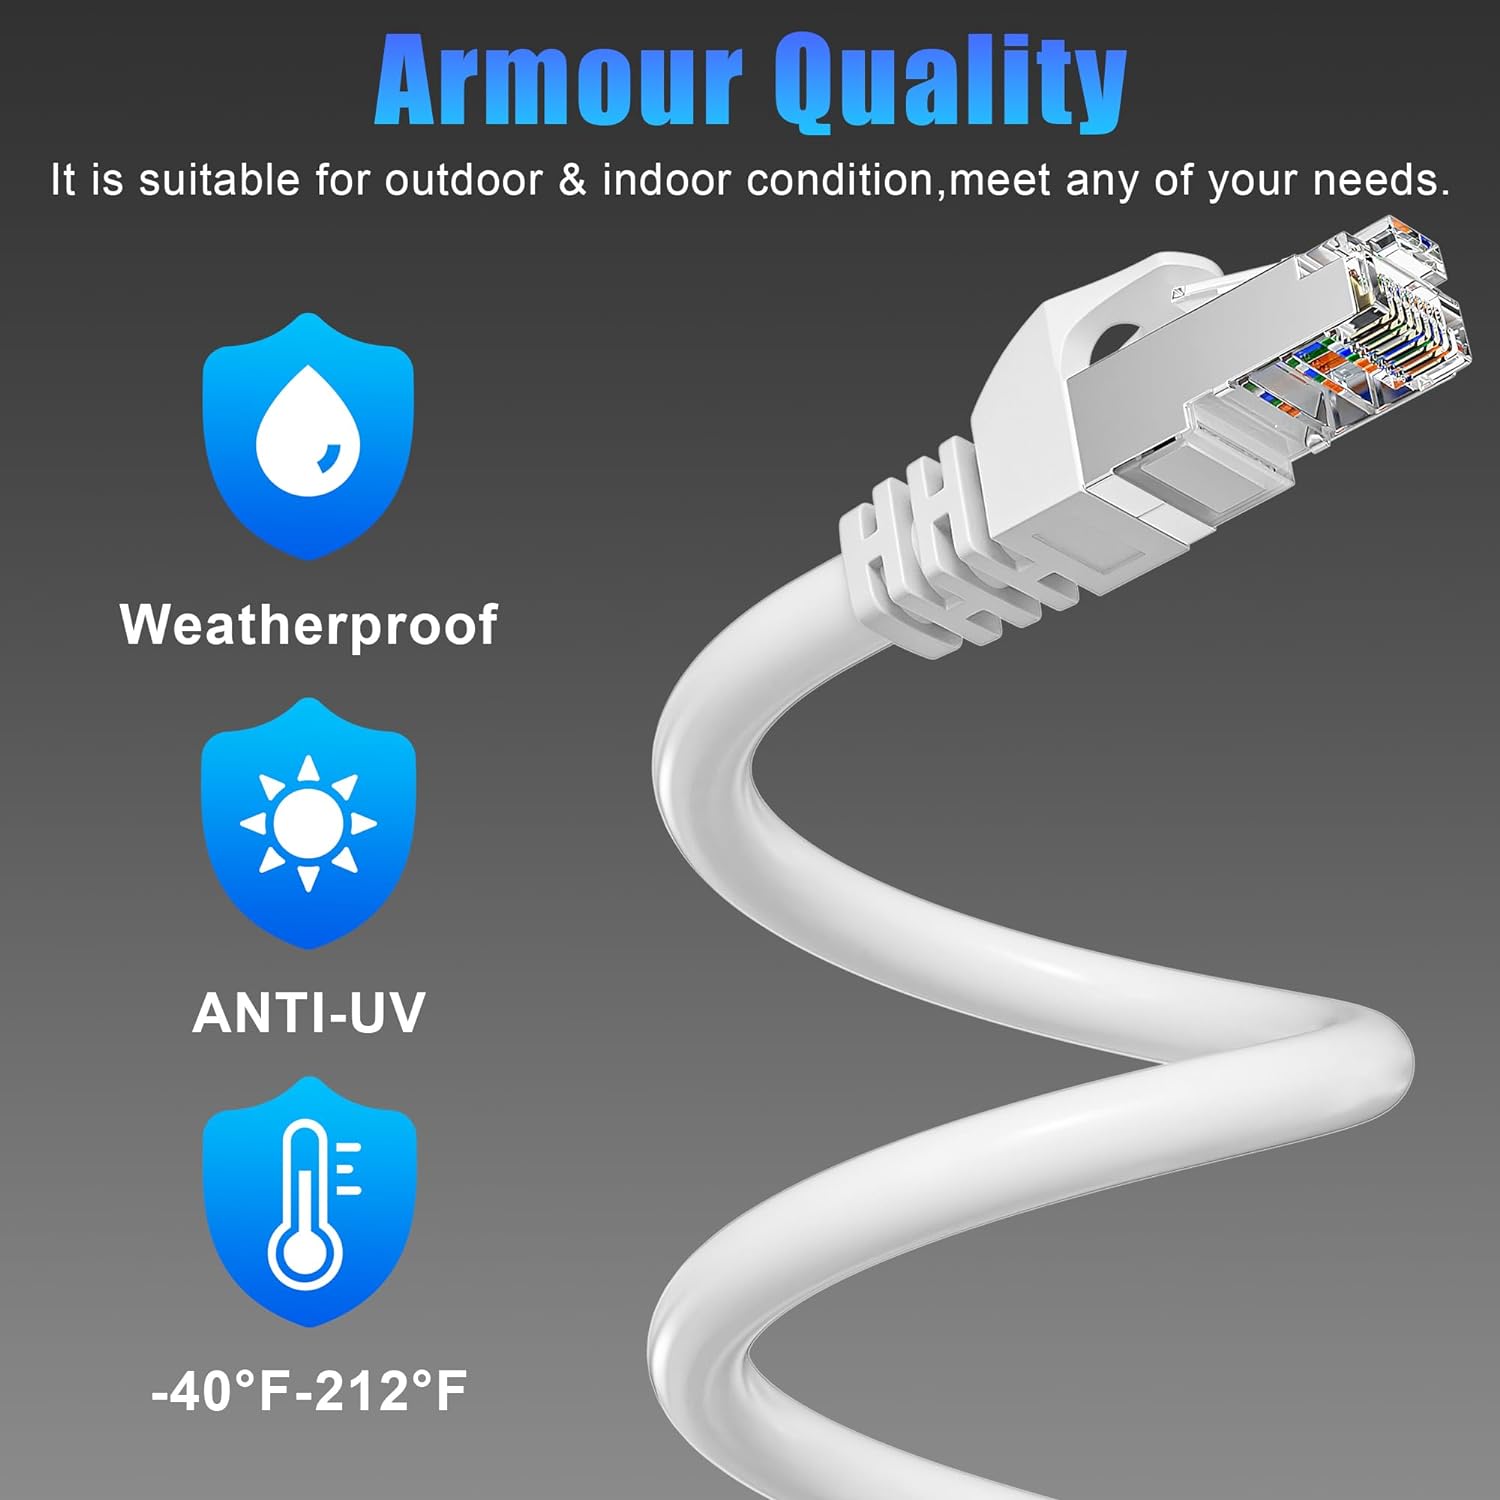 Armour Quality
It is suitable for outdoor & indoor condition,meet any of your needs.
Weatherproof
ANTI-UV
-40°F-212°F